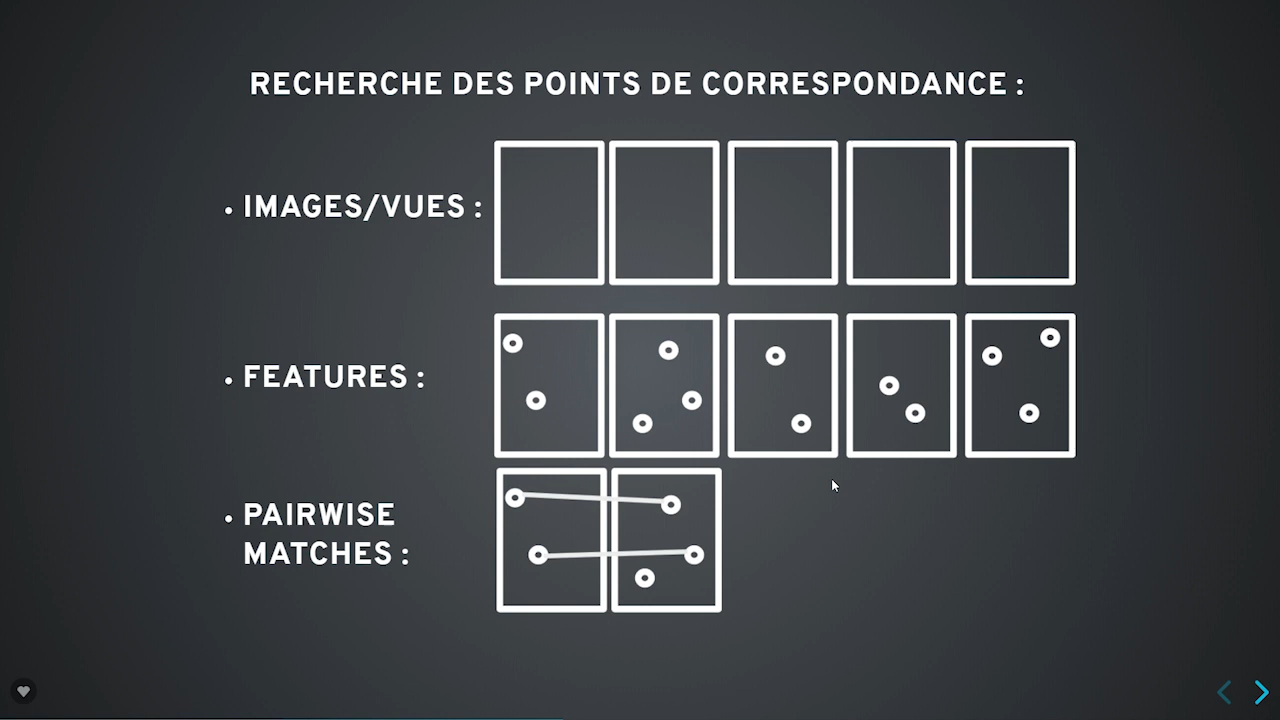 RECHERCHE DES POINTS DE CORRESPONDANCE :
• IMAGES/VUES :
• FEATURES :
• PAIRWISE
MATCHES :